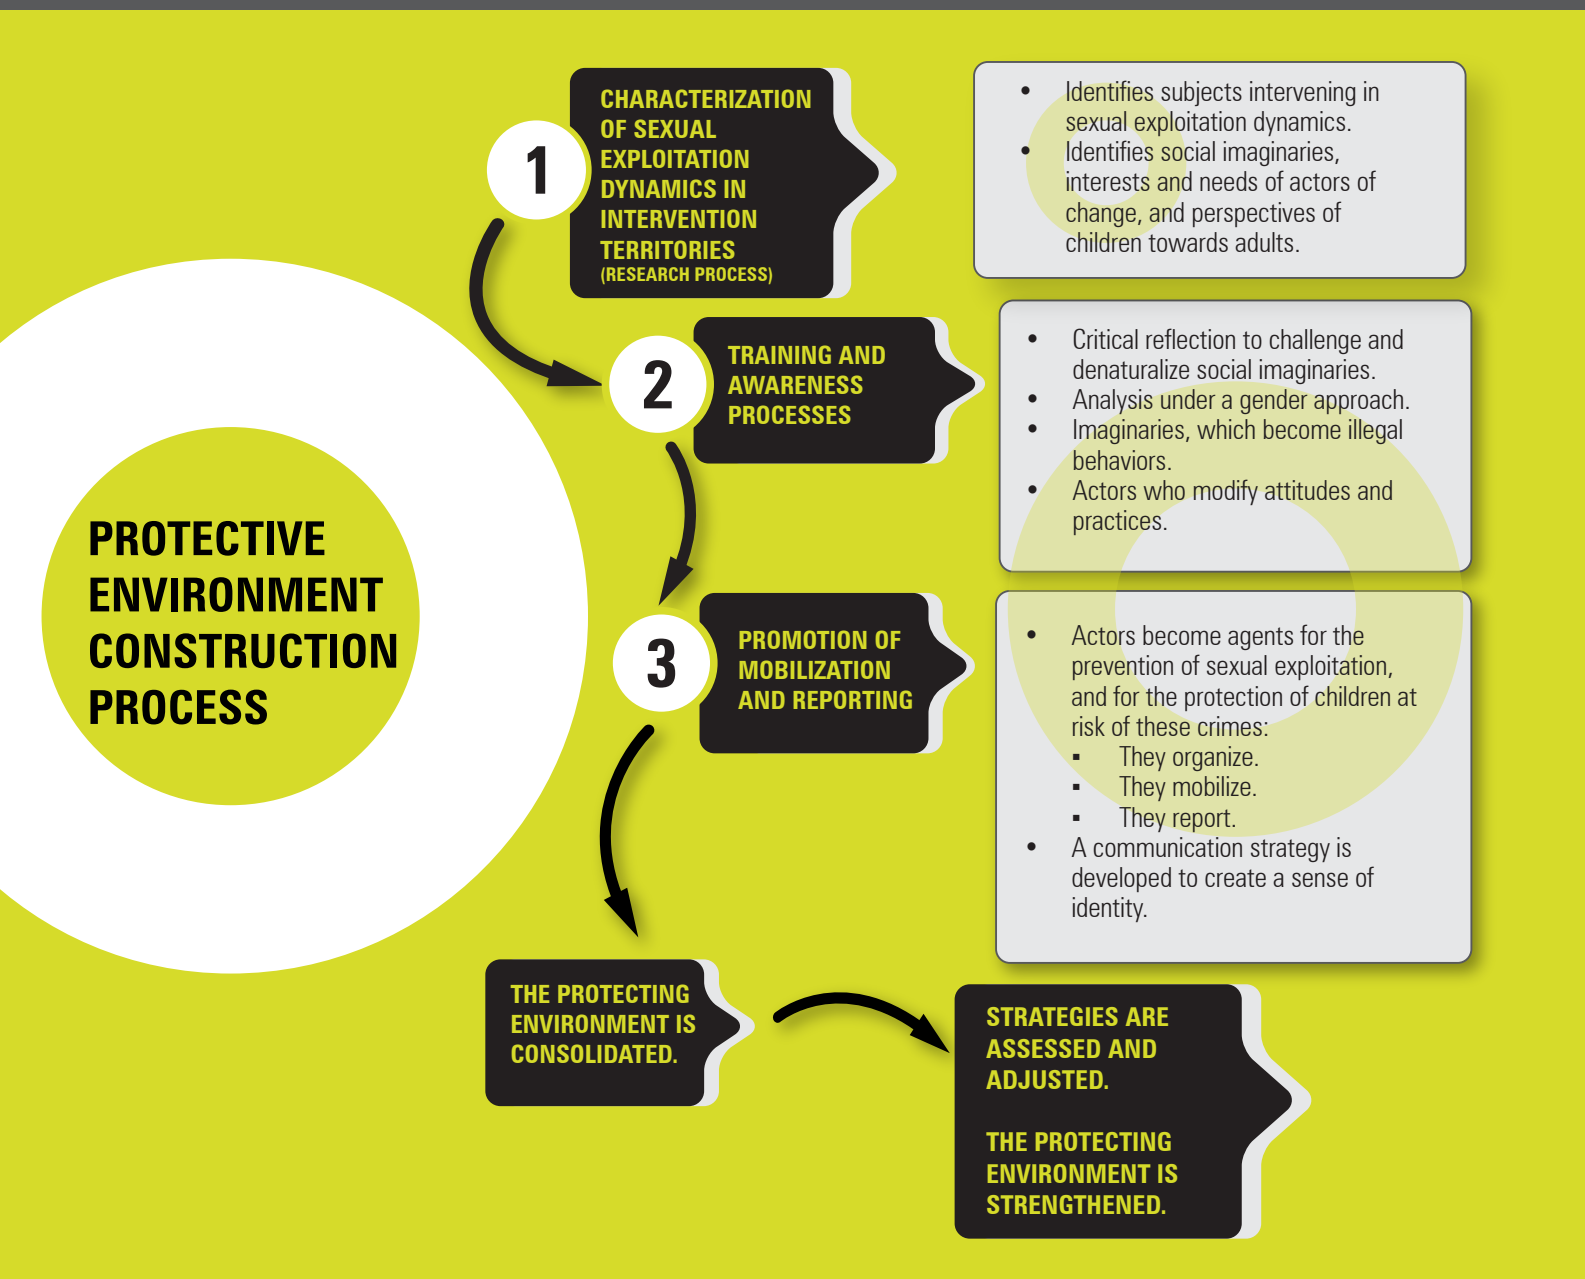 PROTECTIVE
ENVIRONMENT
CONSTRUCTION
PROCESS
1
CHARACTERIZATION
OF SEXUAL
EXPLOITATION
DYNAMICS IN
INTERVENTION
TERRITORIES
(RESEARCH PROCESS)
• Identifies subjects intervening in
sexual exploitation dynamics.
• Identifies social imaginaries,
interests and needs of actors of
change, and perspectives of
children towards adults.
2
TRAINING AND
AWARENESS
PROCESSES
• Critical reflection to challenge and
denaturalize social imaginaries.
• Analysis under a gender approach.
• Imaginaries, which become illegal
behaviors.
• Actors who modify attitudes and
practices.
3
PROMOTION OF
MOBILIZATION
AND REPORTING
• Actors become agents for the
prevention of sexual exploitation,
and for the protection of children at
risk of these crimes:
▪ They organize.
▪ They mobilize.
▪ They report.
• A communication strategy is
developed to create a sense of
identity.
THE PROTECTING
ENVIRONMENT IS
CONSOLIDATED.
STRATEGIES ARE
ASSESSED AND
ADJUSTED.
THE PROTECTING
ENVIRONMENT IS
STRENGTHENED.